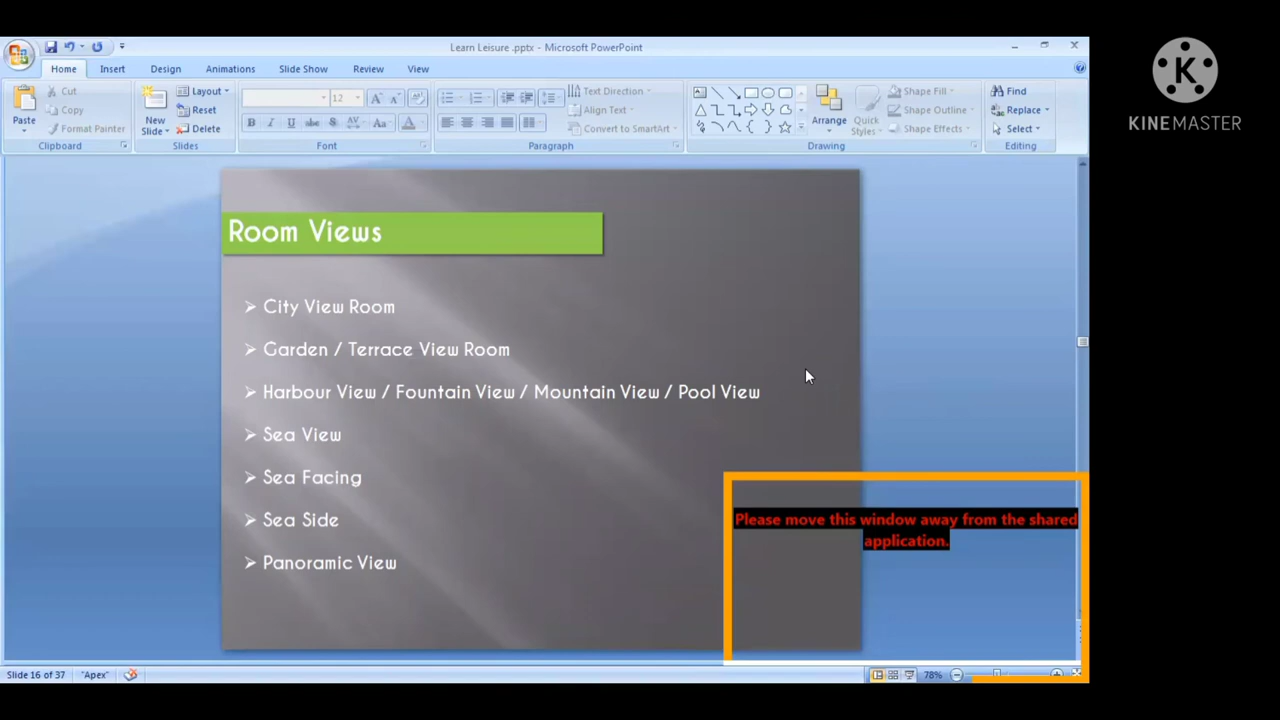 Learn Leisure .pptx - Microsoft PowerPoint
K
KINEMASTER
Home Insert Design Animations Slide Show Review View
Paste
Cut
Copy
Format Painter
Clipboard
New Slide
Layout
Reset
Delete
Slides
12
B I U abc S AV Aa A
Font
Text Direction
Align Text
Convert to SmartArt
Paragraph
Arrange
Quick Styles
Shape Fill
Shape Outline
Shape Effects
Drawing
Find
Replace
Select
Editing
Room Views
City View Room
Garden / Terrace View Room
Harbour View / Fountain View / Mountain View / Pool View
Sea View
Sea Facing
Sea Side
Panoramic View
Please move this window away from the shared
application.
Slide 16 of 37 "Apex" 78%